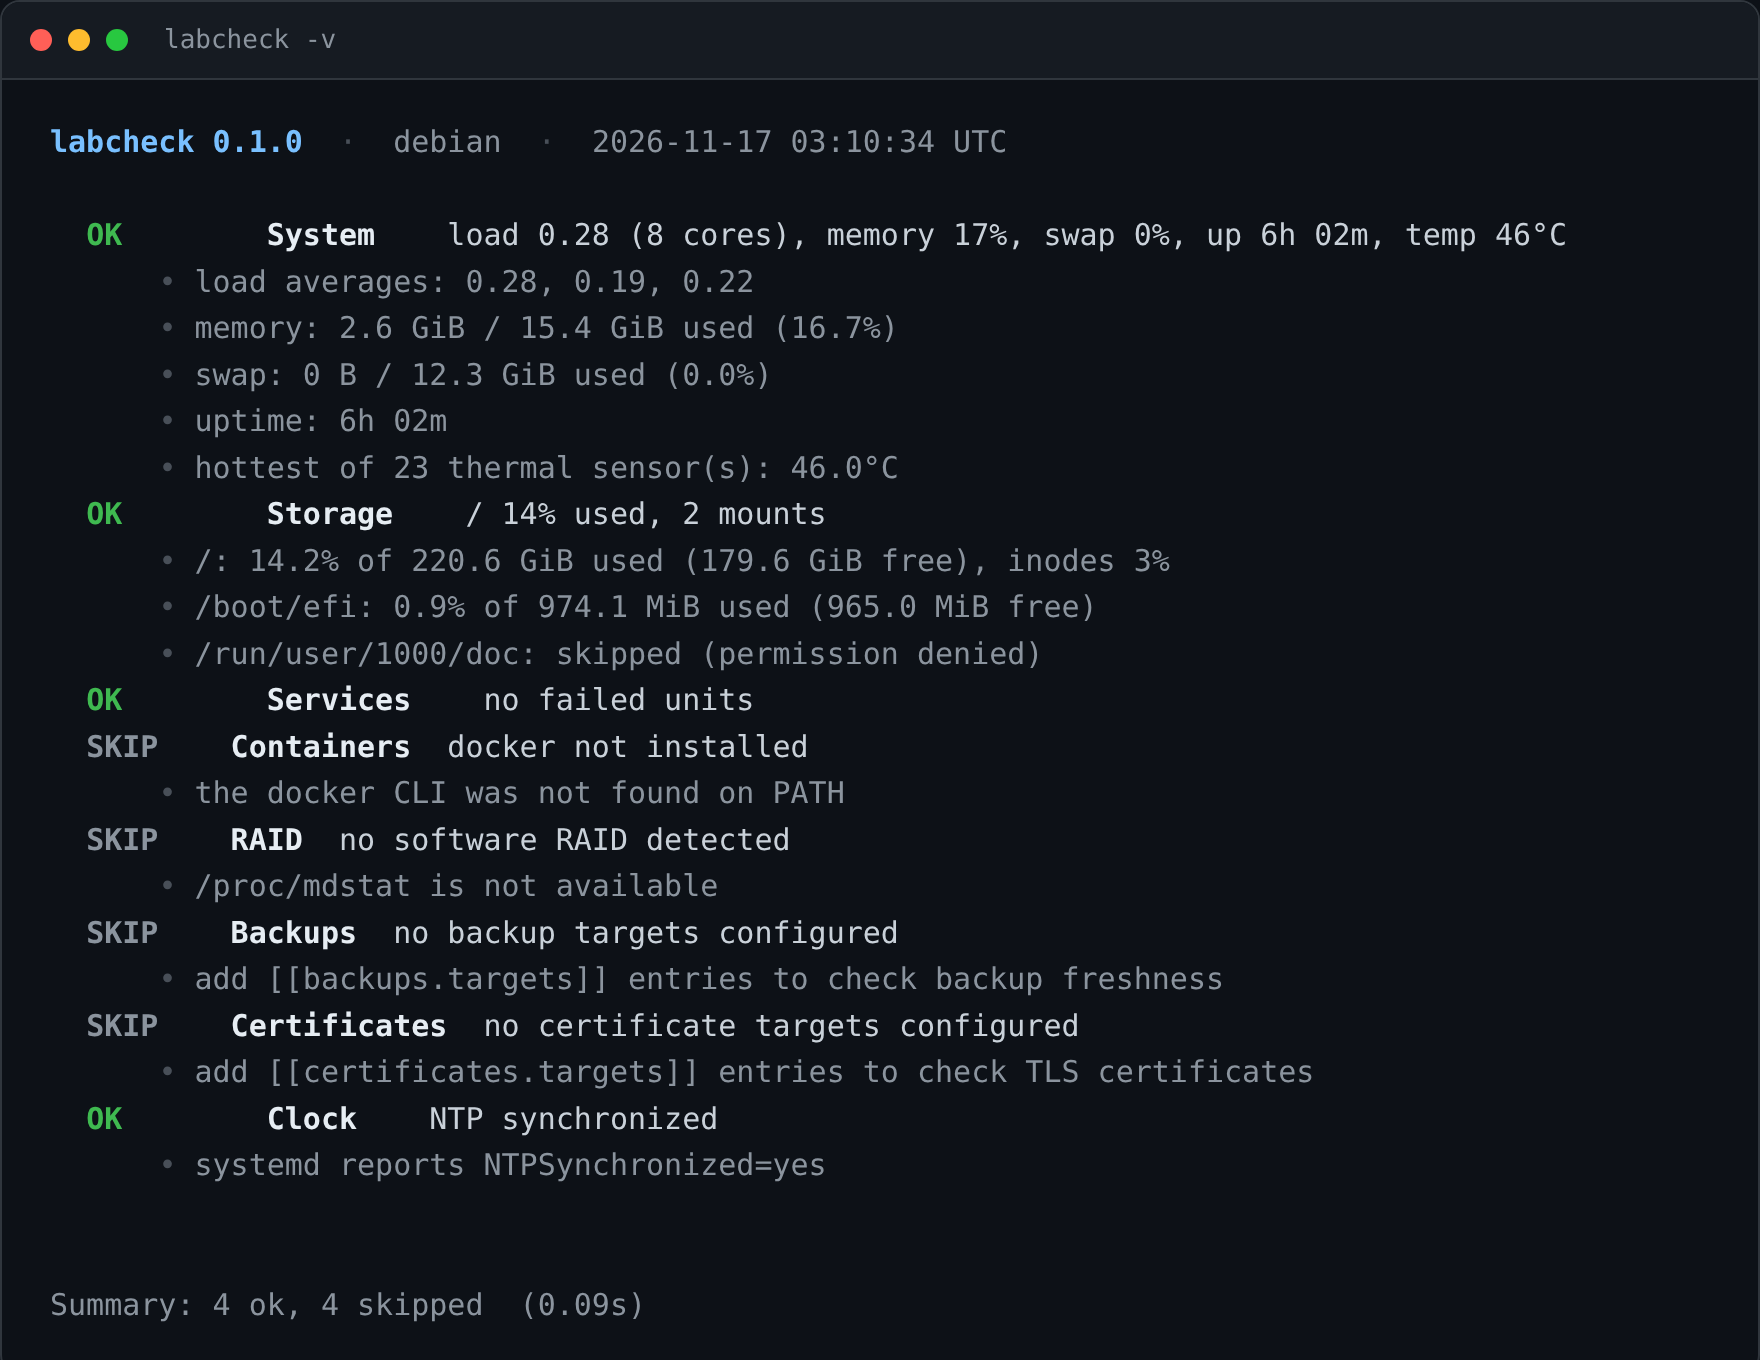 labcheck -v
labcheck 0.1.0 · debian · 2026-11-17 03:10:34 UTC
OK System load 0.28 (8 cores), memory 17%, swap 0%, up 6h 02m, temp 46°C
• load averages: 0.28, 0.19, 0.22
• memory: 2.6 GiB / 15.4 GiB used (16.7%)
• swap: 0 B / 12.3 GiB used (0.0%)
• uptime: 6h 02m
• hottest of 23 thermal sensor(s): 46.0°C
OK Storage / 14% used, 2 mounts
• /: 14.2% of 220.6 GiB used (179.6 GiB free), inodes 3%
• /boot/efi: 0.9% of 974.1 MiB used (965.0 MiB free)
• /run/user/1000/doc: skipped (permission denied)
OK Services no failed units
SKIP Containers docker not installed
• the docker CLI was not found on PATH
SKIP RAID no software RAID detected
• /proc/mdstat is not available
SKIP Backups no backup targets configured
• add [[backups.targets]] entries to check backup freshness
SKIP Certificates no certificate targets configured
• add [[certificates.targets]] entries to check TLS certificates
OK Clock NTP synchronized
• systemd reports NTPSynchronized=yes
Summary: 4 ok, 4 skipped (0.09s)